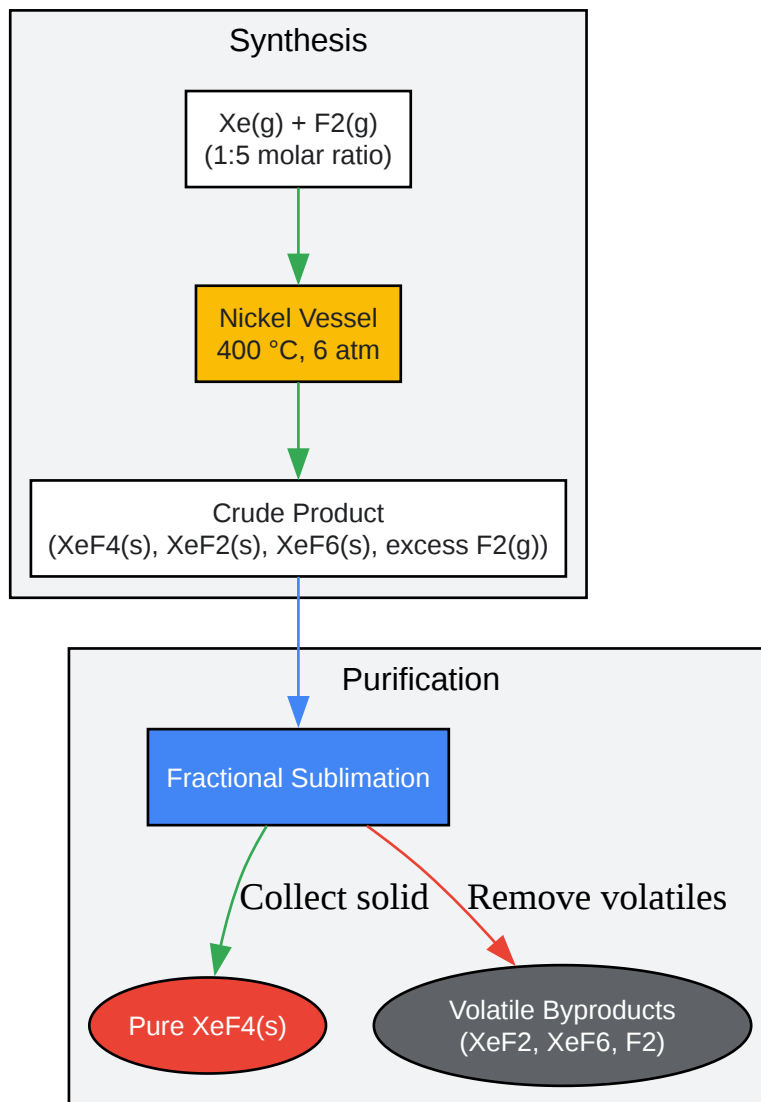 Synthesis
Xe(g) + F2(g)
(1:5 molar ratio)
Nickel Vessel
400 °C, 6 atm
Crude Product
(XeF4(s), XeF2(s), XeF6(s), excess F2(g))
Purification
Fractional Sublimation
Collect solid
Remove volatiles
Pure XeF4(s)
Volatile Byproducts
(XeF2, XeF6, F2)